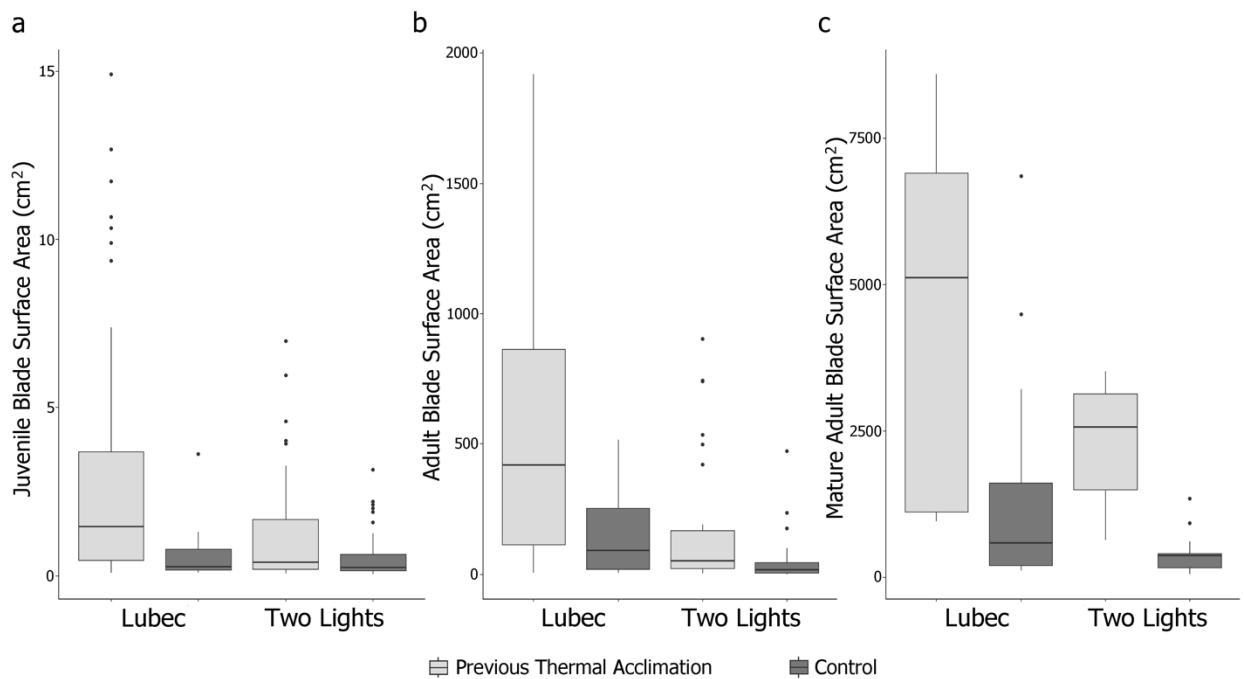 a
Juvenile Blade Surface Area (cm²)
15
10
5
0
Lubec Two Lights
b
Adult Blade Surface Area (cm²)
2000
1500
1000
500
0
Lubec Two Lights
c
Mature Adult Blade Surface Area (cm²)
7500
5000
2500
0
Lubec Two Lights
Previous Thermal Acclimation Control